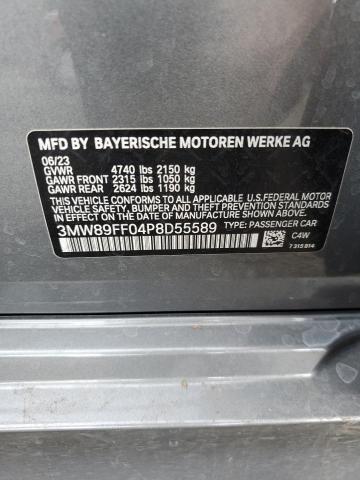 MFD BY BAYERISCHE MOTOREN WERKE AG
06/23
GVWR 4740 lbs 2150 kg
GAWR FRONT 2315 lbs 1050 kg
GAWR REAR 2624 lbs 1190 kg
THIS VEHICLE CONFORMS TO ALL APPLICABLE U.S.FEDERAL MOTOR
VEHICLE SAFETY, BUMPER, AND THEFT PREVENTION STANDARDS
IN EFFECT ON THE DATE OF MANUFACTURE SHOWN ABOVE.
3MW89FF04P8D55589 TYPE: PASSENGER CAR
C4W
7315814